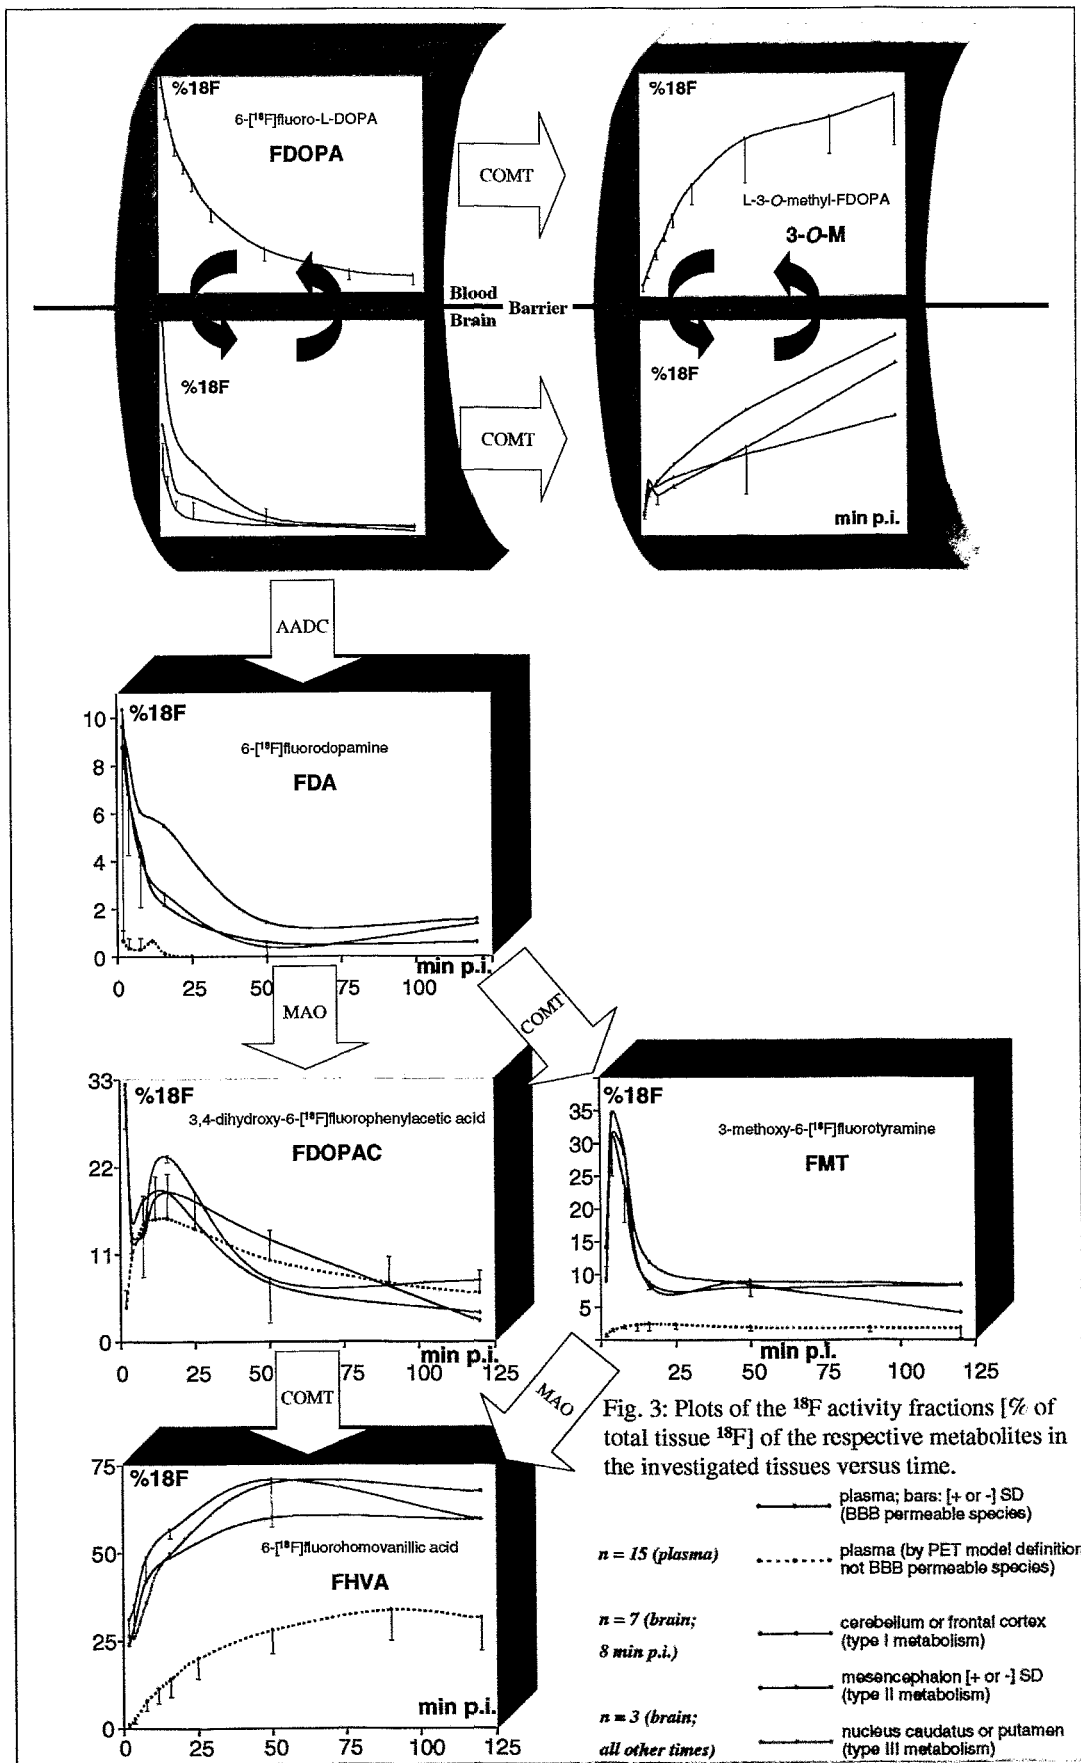 %18F
6-[¹⁸F]fluoro-L-DOPA
FDOPA
COMT
%18F
L-3-O-methyl-FDOPA
3-O-M
Blood
Brain
Barrier
%18F
COMT
%18F
min p.i.
AADC
%18F
6-[¹⁸F]fluorodopamine
FDA
10
8
6
4
2
0
min p.i.
0 25 50 75 100
MAO
COMT
33
22
11
0
%18F
3,4-dihydroxy-6-[¹⁸F]fluorophenylacetic acid
FDOPAC
min p.i.
0 25 50 75 100 125
%18F
3-methoxy-6-[¹⁸F]fluorotyramine
FMT
35
30
25
20
15
10
5
min p.i.
25 50 75 100 125
COMT
MAO
Fig. 3: Plots of the ¹⁸F activity fractions [% of
total tissue ¹⁸F] of the respective metabolites in
the investigated tissues versus time.
75
50
25
0
%18F
6-[¹⁸F]fluorohomovanillic acid
FHVA
min p.i.
0 25 50 75 100 125
plasma; bars: [+ or -] SD
(BBB permeable species)
n = 15 (plasma)
plasma (by PET model definition
not BBB permeable species)
n = 7 (brain;
8 min p.i.)
cerebellum or frontal cortex
(type I metabolism)
mesencephalon [+ or -] SD
(type II metabolism)
n = 3 (brain;
all other times)
nucleus caudatus or putamen
(type III metabolism)